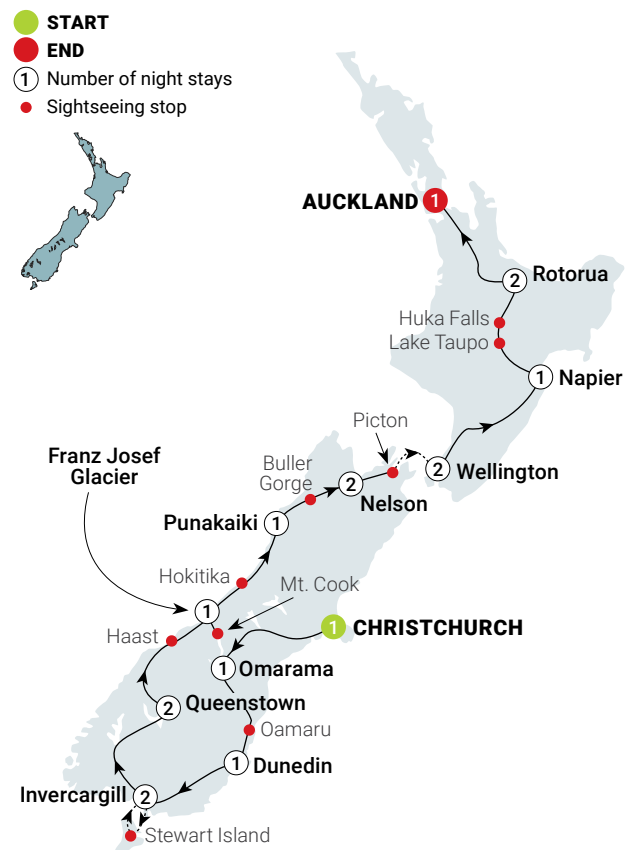 START
END
1 Number of night stays
Sightseeing stop
AUCKLAND 1
2 Rotorua
Huka Falls
Lake Taupo
1 Napier
Picton
2 Wellington
Franz Josef
Glacier
Buller
Gorge
2
Nelson
Punakaiki 1
Hokitika
Mt. Cook
1
1 CHRISTCHURCH
Haast
1 Omarama
Queenstown
2
Oamaru
1 Dunedin
Invercargill 2
Stewart Island